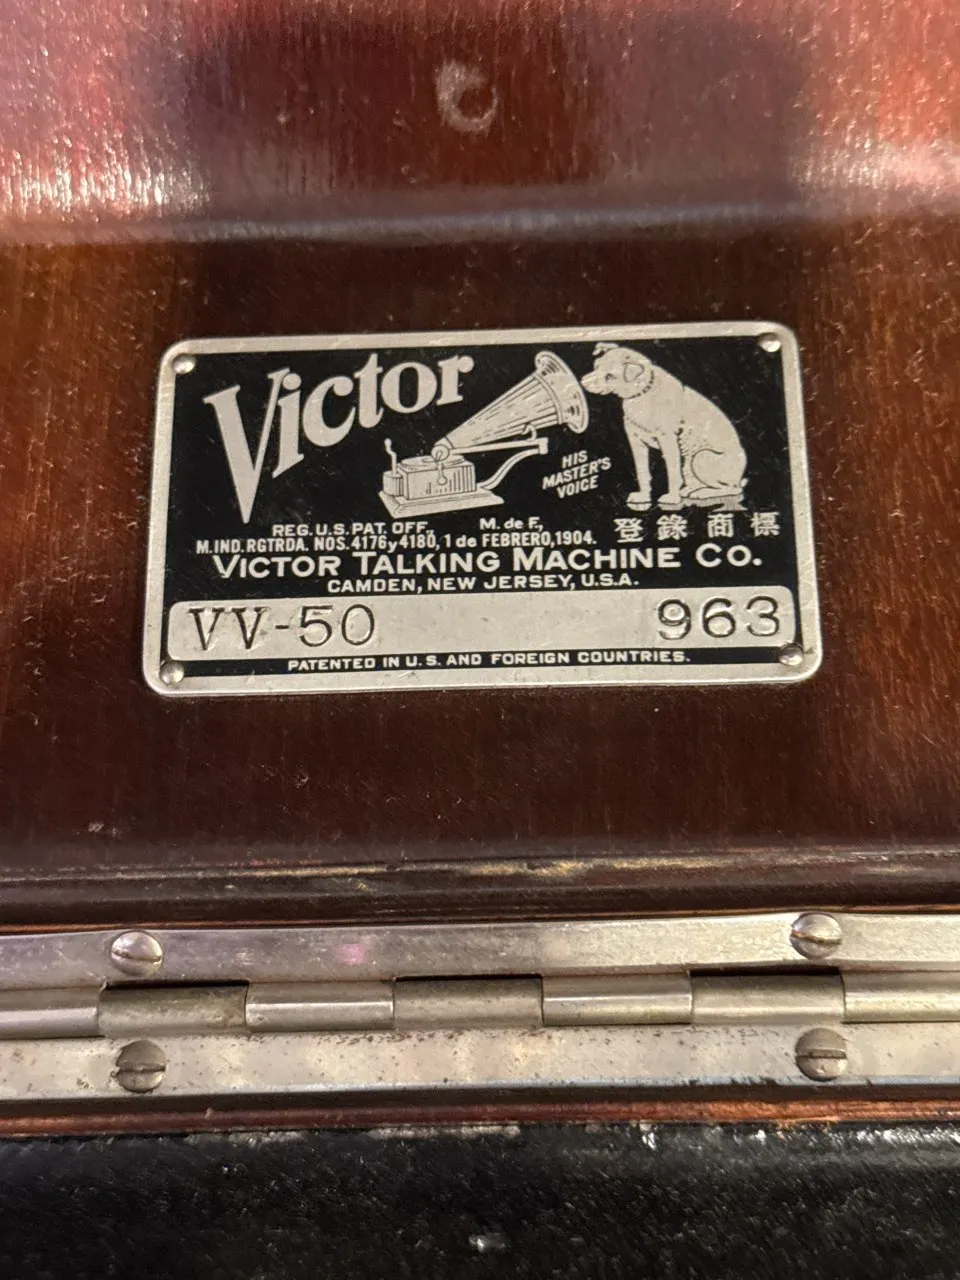 Victor
HIS
MASTER'S
VOICE
REG. U.S. PAT. OFF., M. de F.,
M.IND.RGTRDA. NOS. 4176 y 4180, 1 de FEBRERO, 1904.
登錄商標
VICTOR TALKING MACHINE CO.
CAMDEN, NEW JERSEY, U.S.A.
VV-50 963
PATENTED IN U.S. AND FOREIGN COUNTRIES.